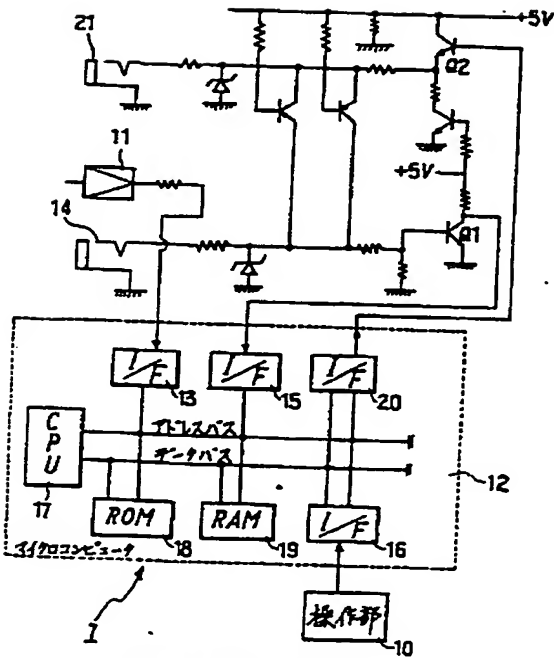 +5V
21
Q2
11
+5V
14
Q1
I/F
13
I/F
15
I/F
20
CPU
17
アドレスバス
データバス
12
ROM
18
RAM
19
I/F
16
マイクロコンピュータ
I
操作部
10